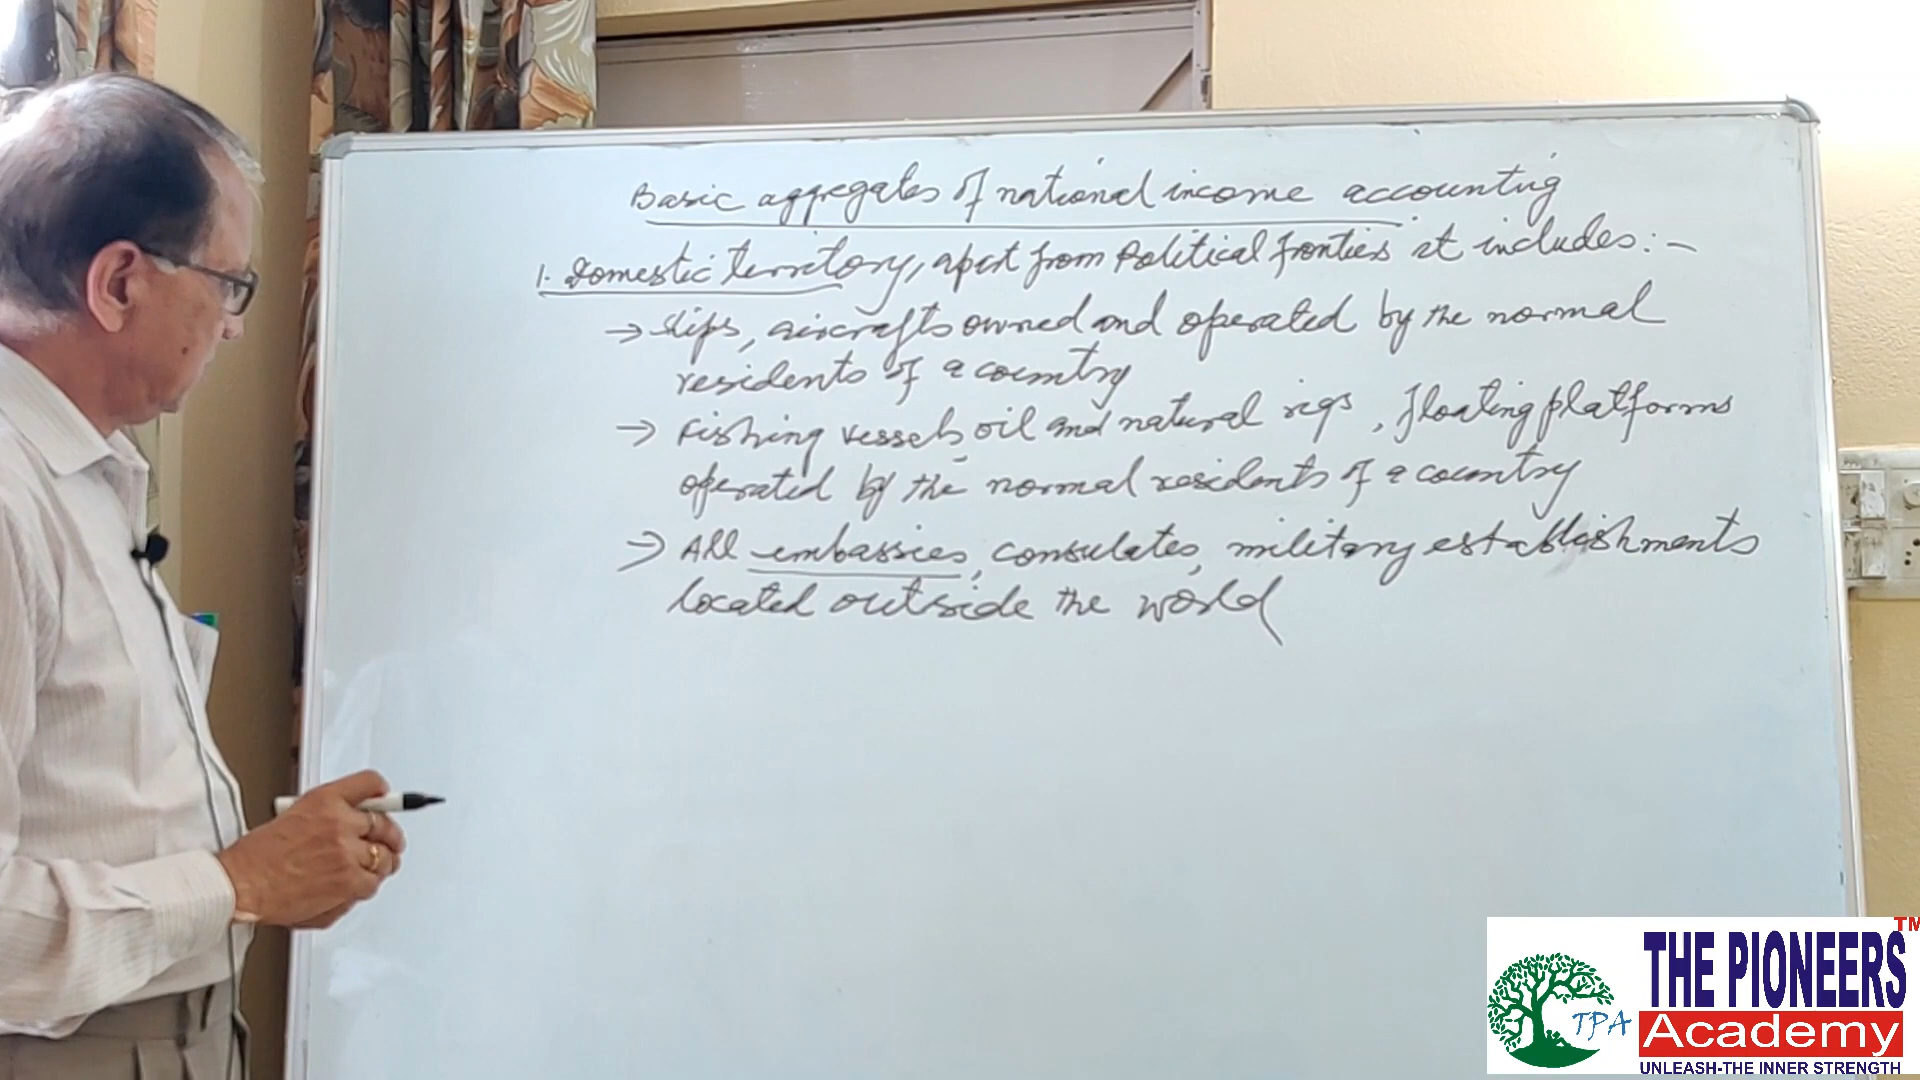 Basic aggregates of national income accounting
1. Domestic territory, apart from Political frontiers it includes:-
→ Ships, aircrafts owned and operated by the normal
residents of a country
→ Fishing vessels, oil and natural rigs, floating platforms
operated by the normal residents of a country
→ All embassies, consulates, military establishments
located outside the world
TM
THE PIONEERS
TPA
Academy
UNLEASH-THE INNER STRENGTH